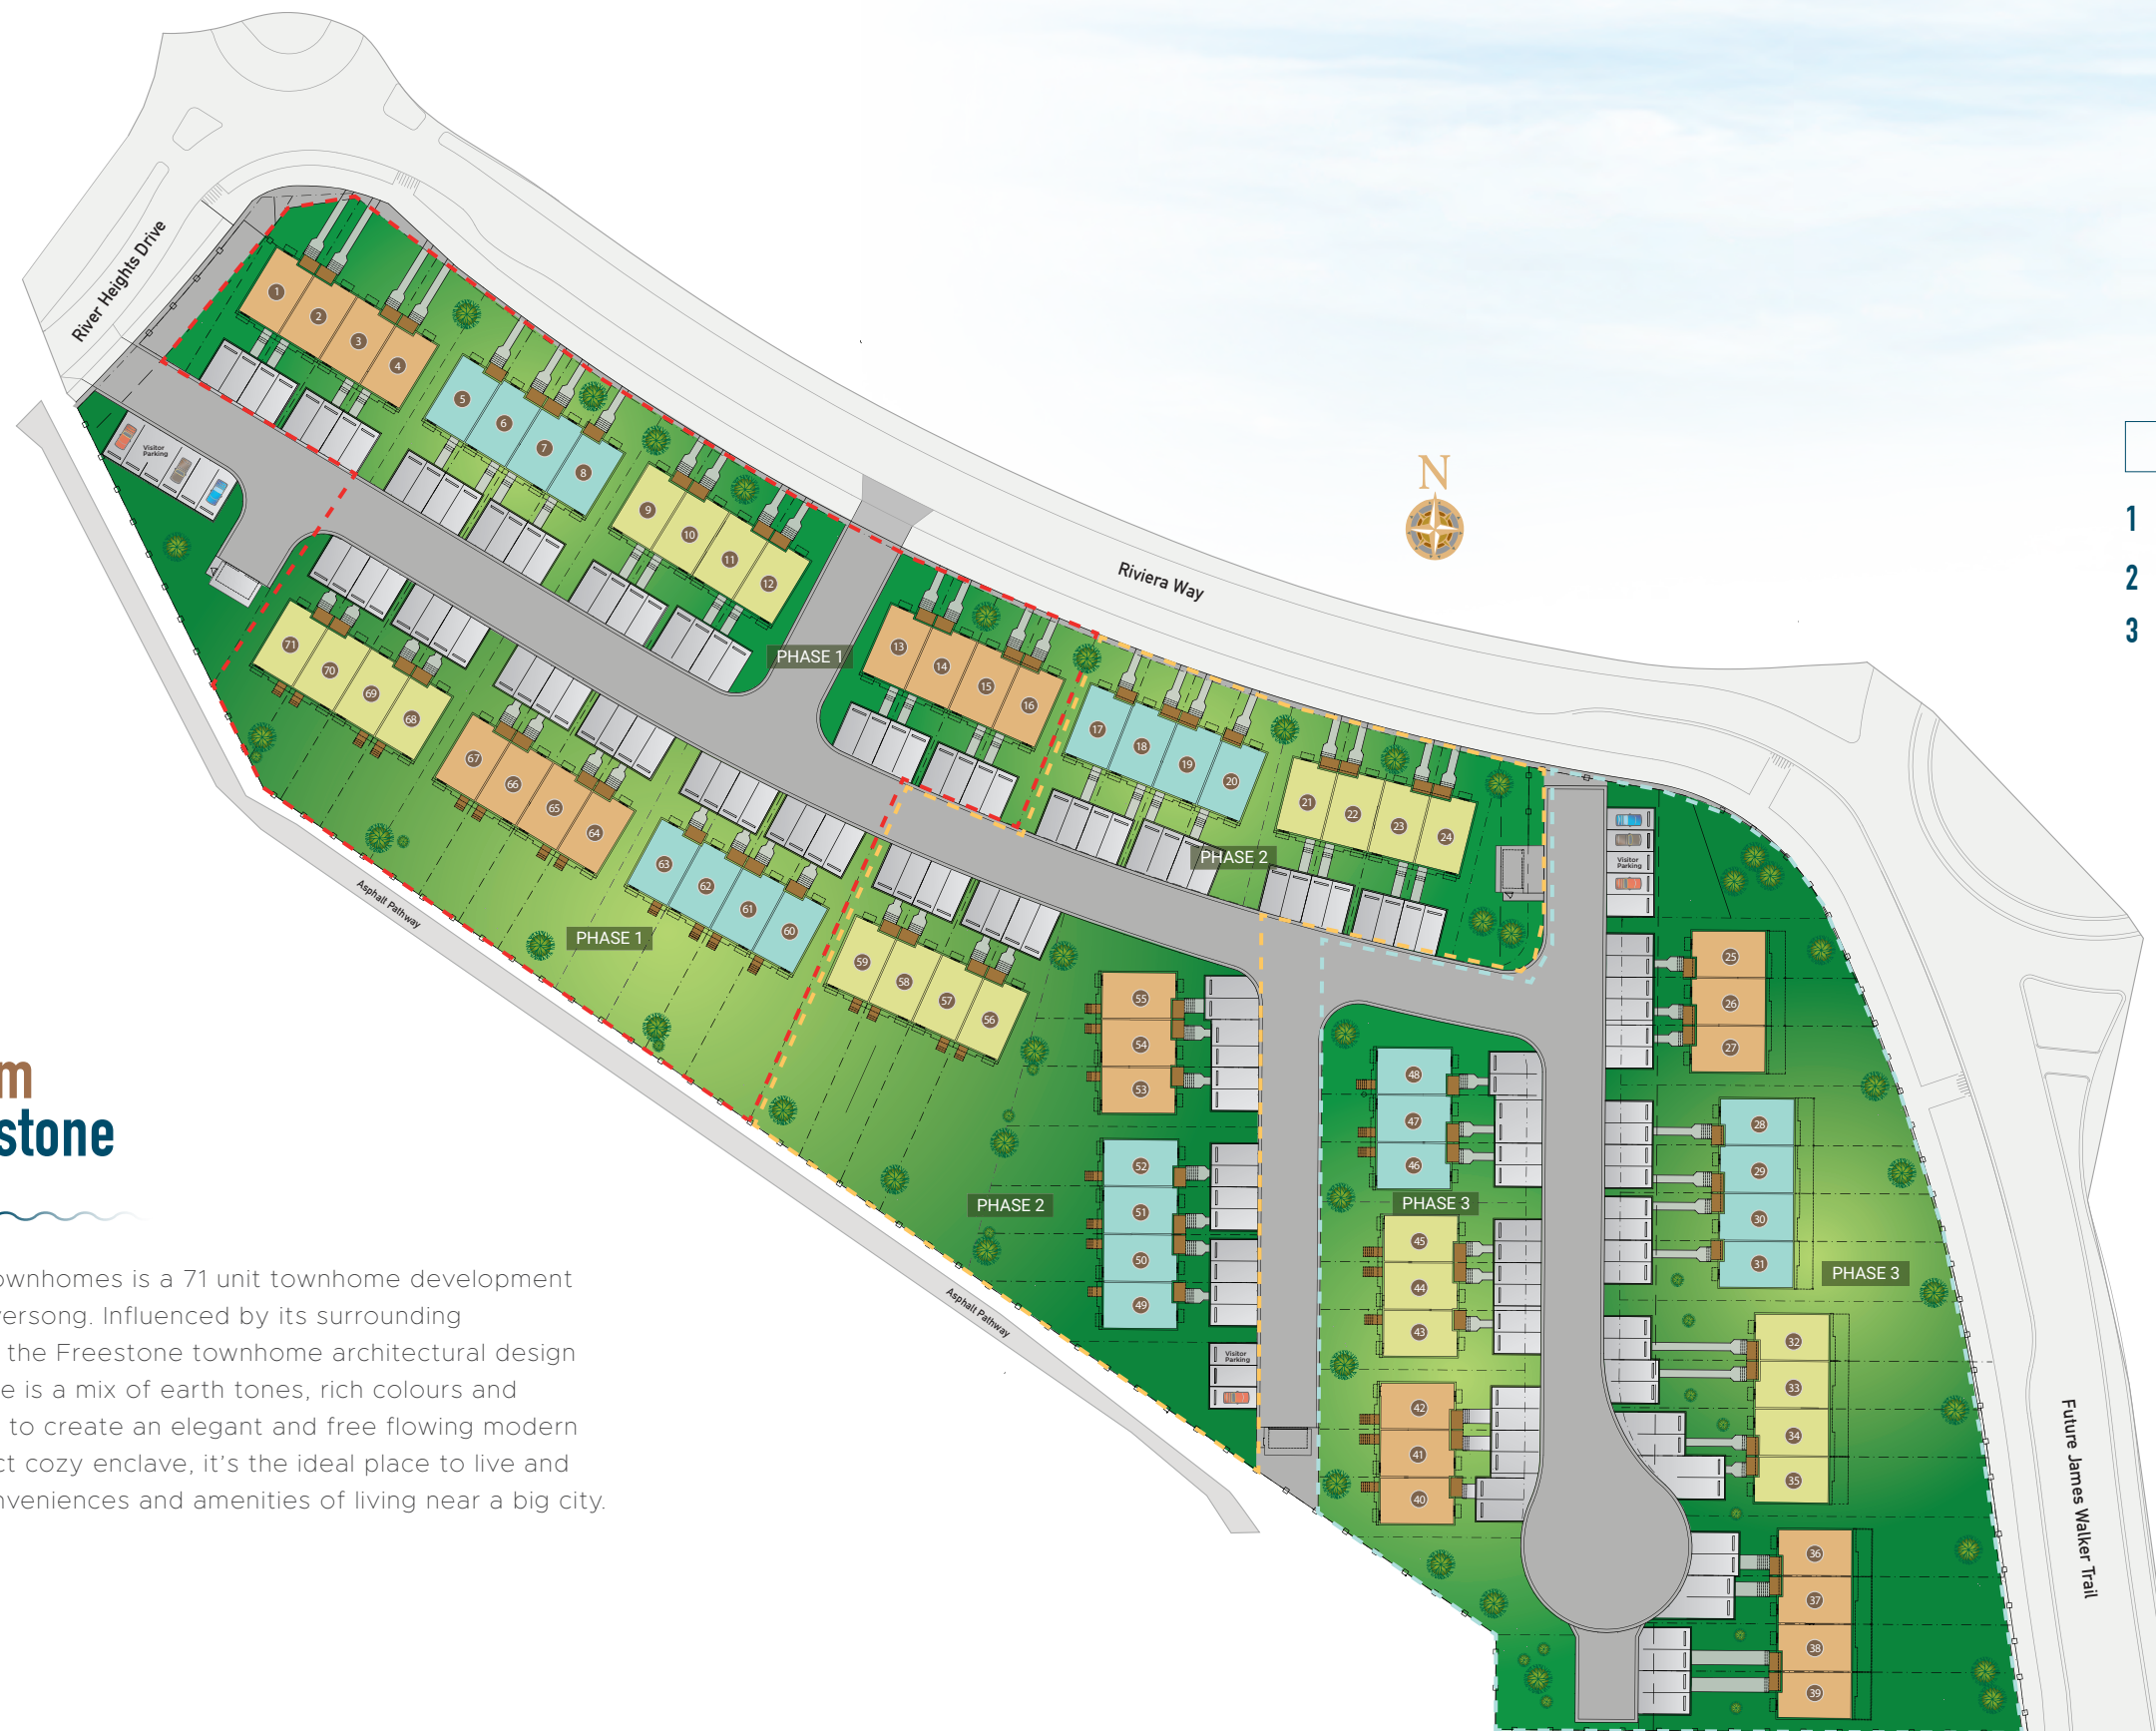 River Heights Drive
1
2
3
4
5
6
7
8
9
10
11
12
Visitor
Parking
PHASE 1
13
14
15
16
Riviera Way
N
1
2
3
17
18
19
20
PHASE 2
21
22
23
24
Visitor
Parking
71
70
69
68
67
66
65
64
63
62
61
60
PHASE 1
Asphalt Pathway
59
58
57
56
55
54
53
52
51
50
49
PHASE 2
Asphalt Pathway
Visitor
Parking
48
47
46
PHASE 3
45
44
43
42
41
40
25
26
27
28
29
30
31
PHASE 3
32
33
34
35
36
37
38
39
Future James Walker Trail
m
stone
ownhomes is a 71 unit townhome development
versong. Influenced by its surrounding
the Freestone townhome architectural design
e is a mix of earth tones, rich colours and
to create an elegant and free flowing modern
ct cozy enclave, it's the ideal place to live and
nveniences and amenities of living near a big city.